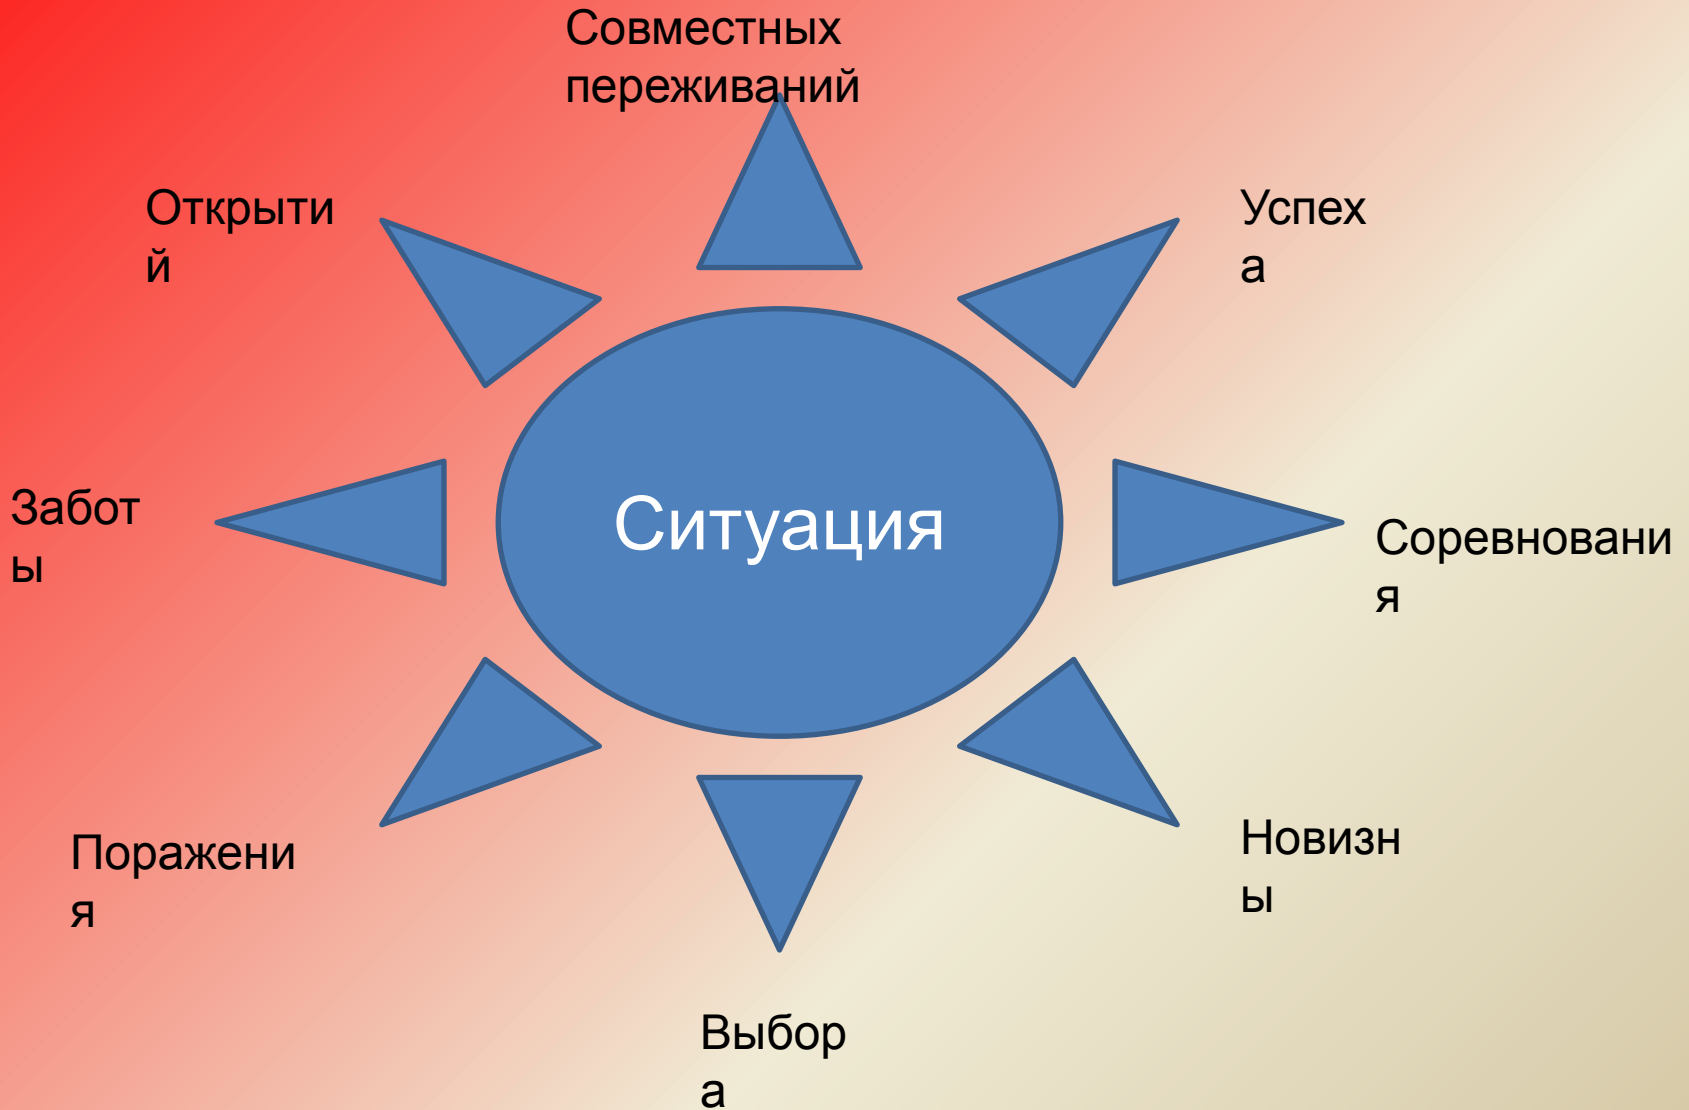 Совместных
переживаний
Открыти
й
Успех
а
Забот
ы
Ситуация
Соревновани
я
Поражени
я
Новизн
ы
Выбор
а